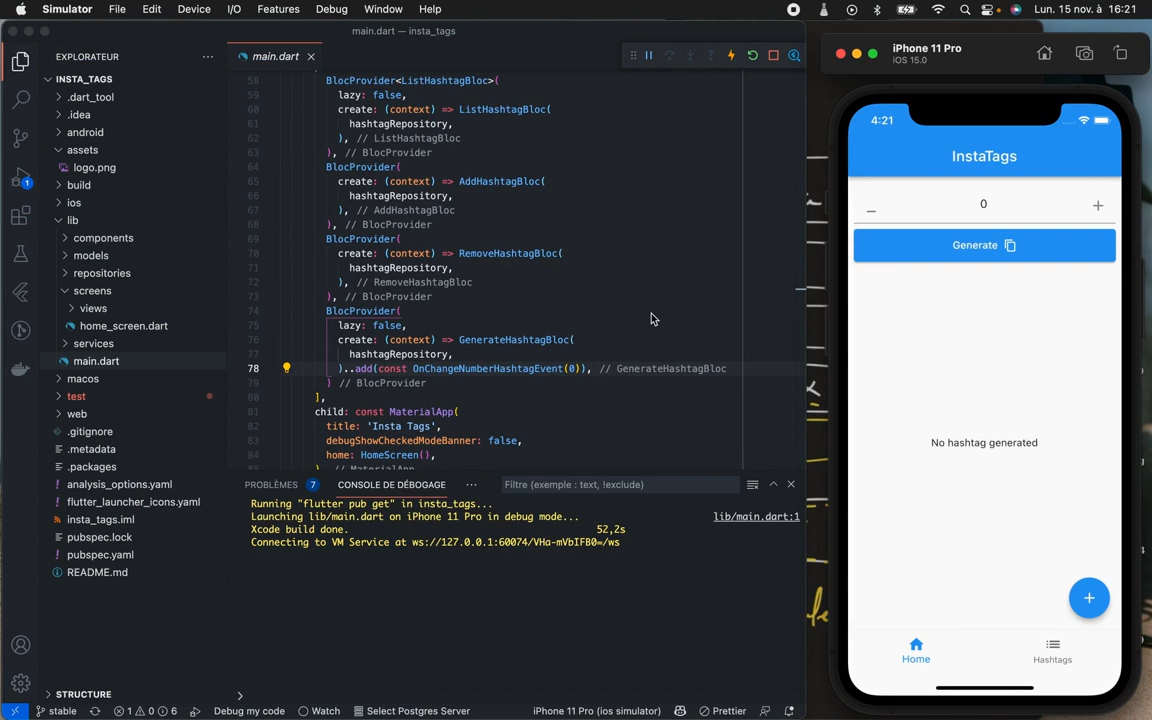 Simulator File Edit Device I/O Features Debug Window Help
Lun. 15 nov. à 16:21
main.dart — insta_tags
EXPLORATEUR
INSTA_TAGS
.dart_tool
.idea
android
assets
logo.png
build
ios
lib
components
models
repositories
screens
views
home_screen.dart
services
main.dart
macos
test
web
.gitignore
.metadata
.packages
analysis_options.yaml
flutter_launcher_icons.yaml
insta_tags.iml
pubspec.lock
pubspec.yaml
README.md
STRUCTURE
1
main.dart
58 BlocProvider<ListHashtagBloc>(
59 lazy: false,
60 create: (context) => ListHashtagBloc(
61 hashtagRepository,
62 ), // ListHashtagBloc
63 ), // BlocProvider
64 BlocProvider(
65 create: (context) => AddHashtagBloc(
66 hashtagRepository,
67 ), // AddHashtagBloc
68 ), // BlocProvider
69 BlocProvider(
70 create: (context) => RemoveHashtagBloc(
71 hashtagRepository,
72 ), // RemoveHashtagBloc
73 ), // BlocProvider
74 BlocProvider(
75 lazy: false,
76 create: (context) => GenerateHashtagBloc(
77 hashtagRepository,
78 )..add(const OnChangeNumberHashtagEvent(0)), // GenerateHashtagBloc
79 ) // BlocProvider
80 ],
81 child: const MaterialApp(
82 title: 'Insta Tags',
83 debugShowCheckedModeBanner: false,
84 home: HomeScreen(),
85 ) // MaterialApp
PROBLÈMES 7 CONSOLE DE DÉBOGAGE ··· Filtre (exemple : text, !exclude)
Running "flutter pub get" in insta_tags...
Launching lib/main.dart on iPhone 11 Pro in debug mode... lib/main.dart:1
Xcode build done. 52,2s
Connecting to VM Service at ws://127.0.0.1:60074/VHa-mVbIFB0=/ws
stable 1 0 6 Debug my code Watch Select Postgres Server iPhone 11 Pro (ios simulator) Prettier
iPhone 11 Pro
iOS 15.0
4:21
InstaTags
0
Generate
No hashtag generated
Home Hashtags